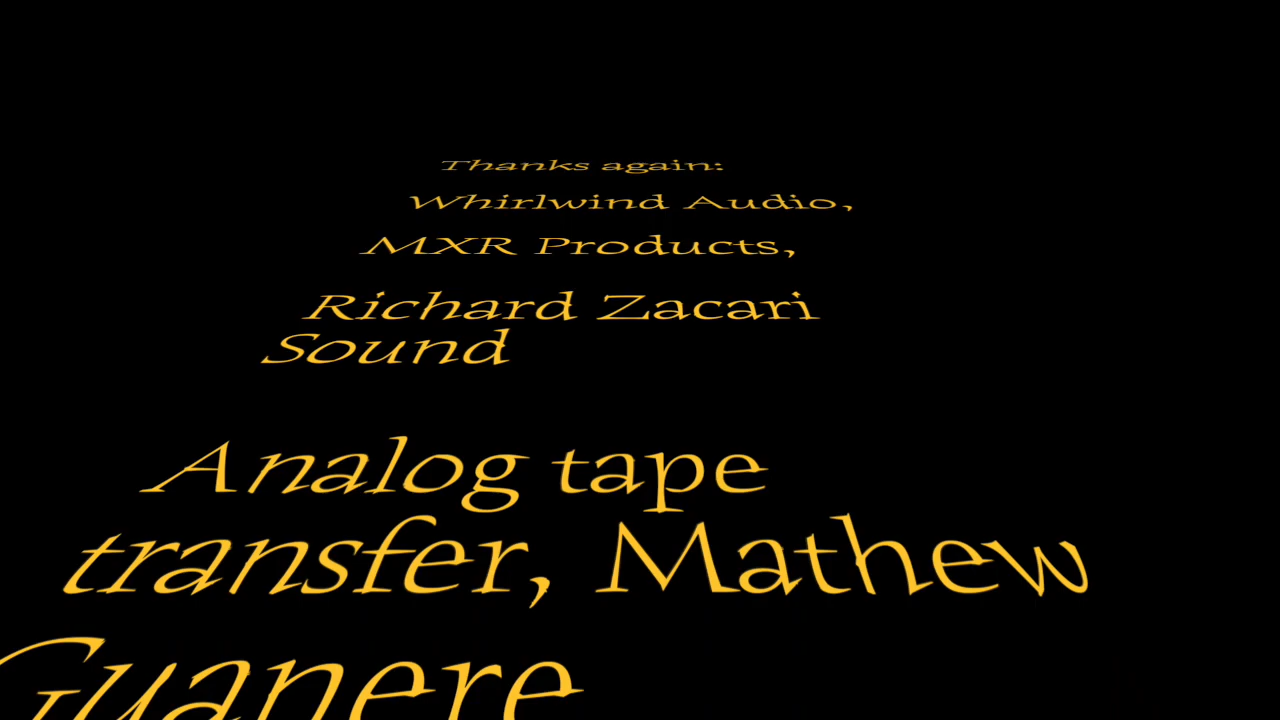 Thanks again:
Whirlwind Audio,
MXR Products,
Richard Zacari
Sound
Analog tape
transfer, Mathew
Guanere